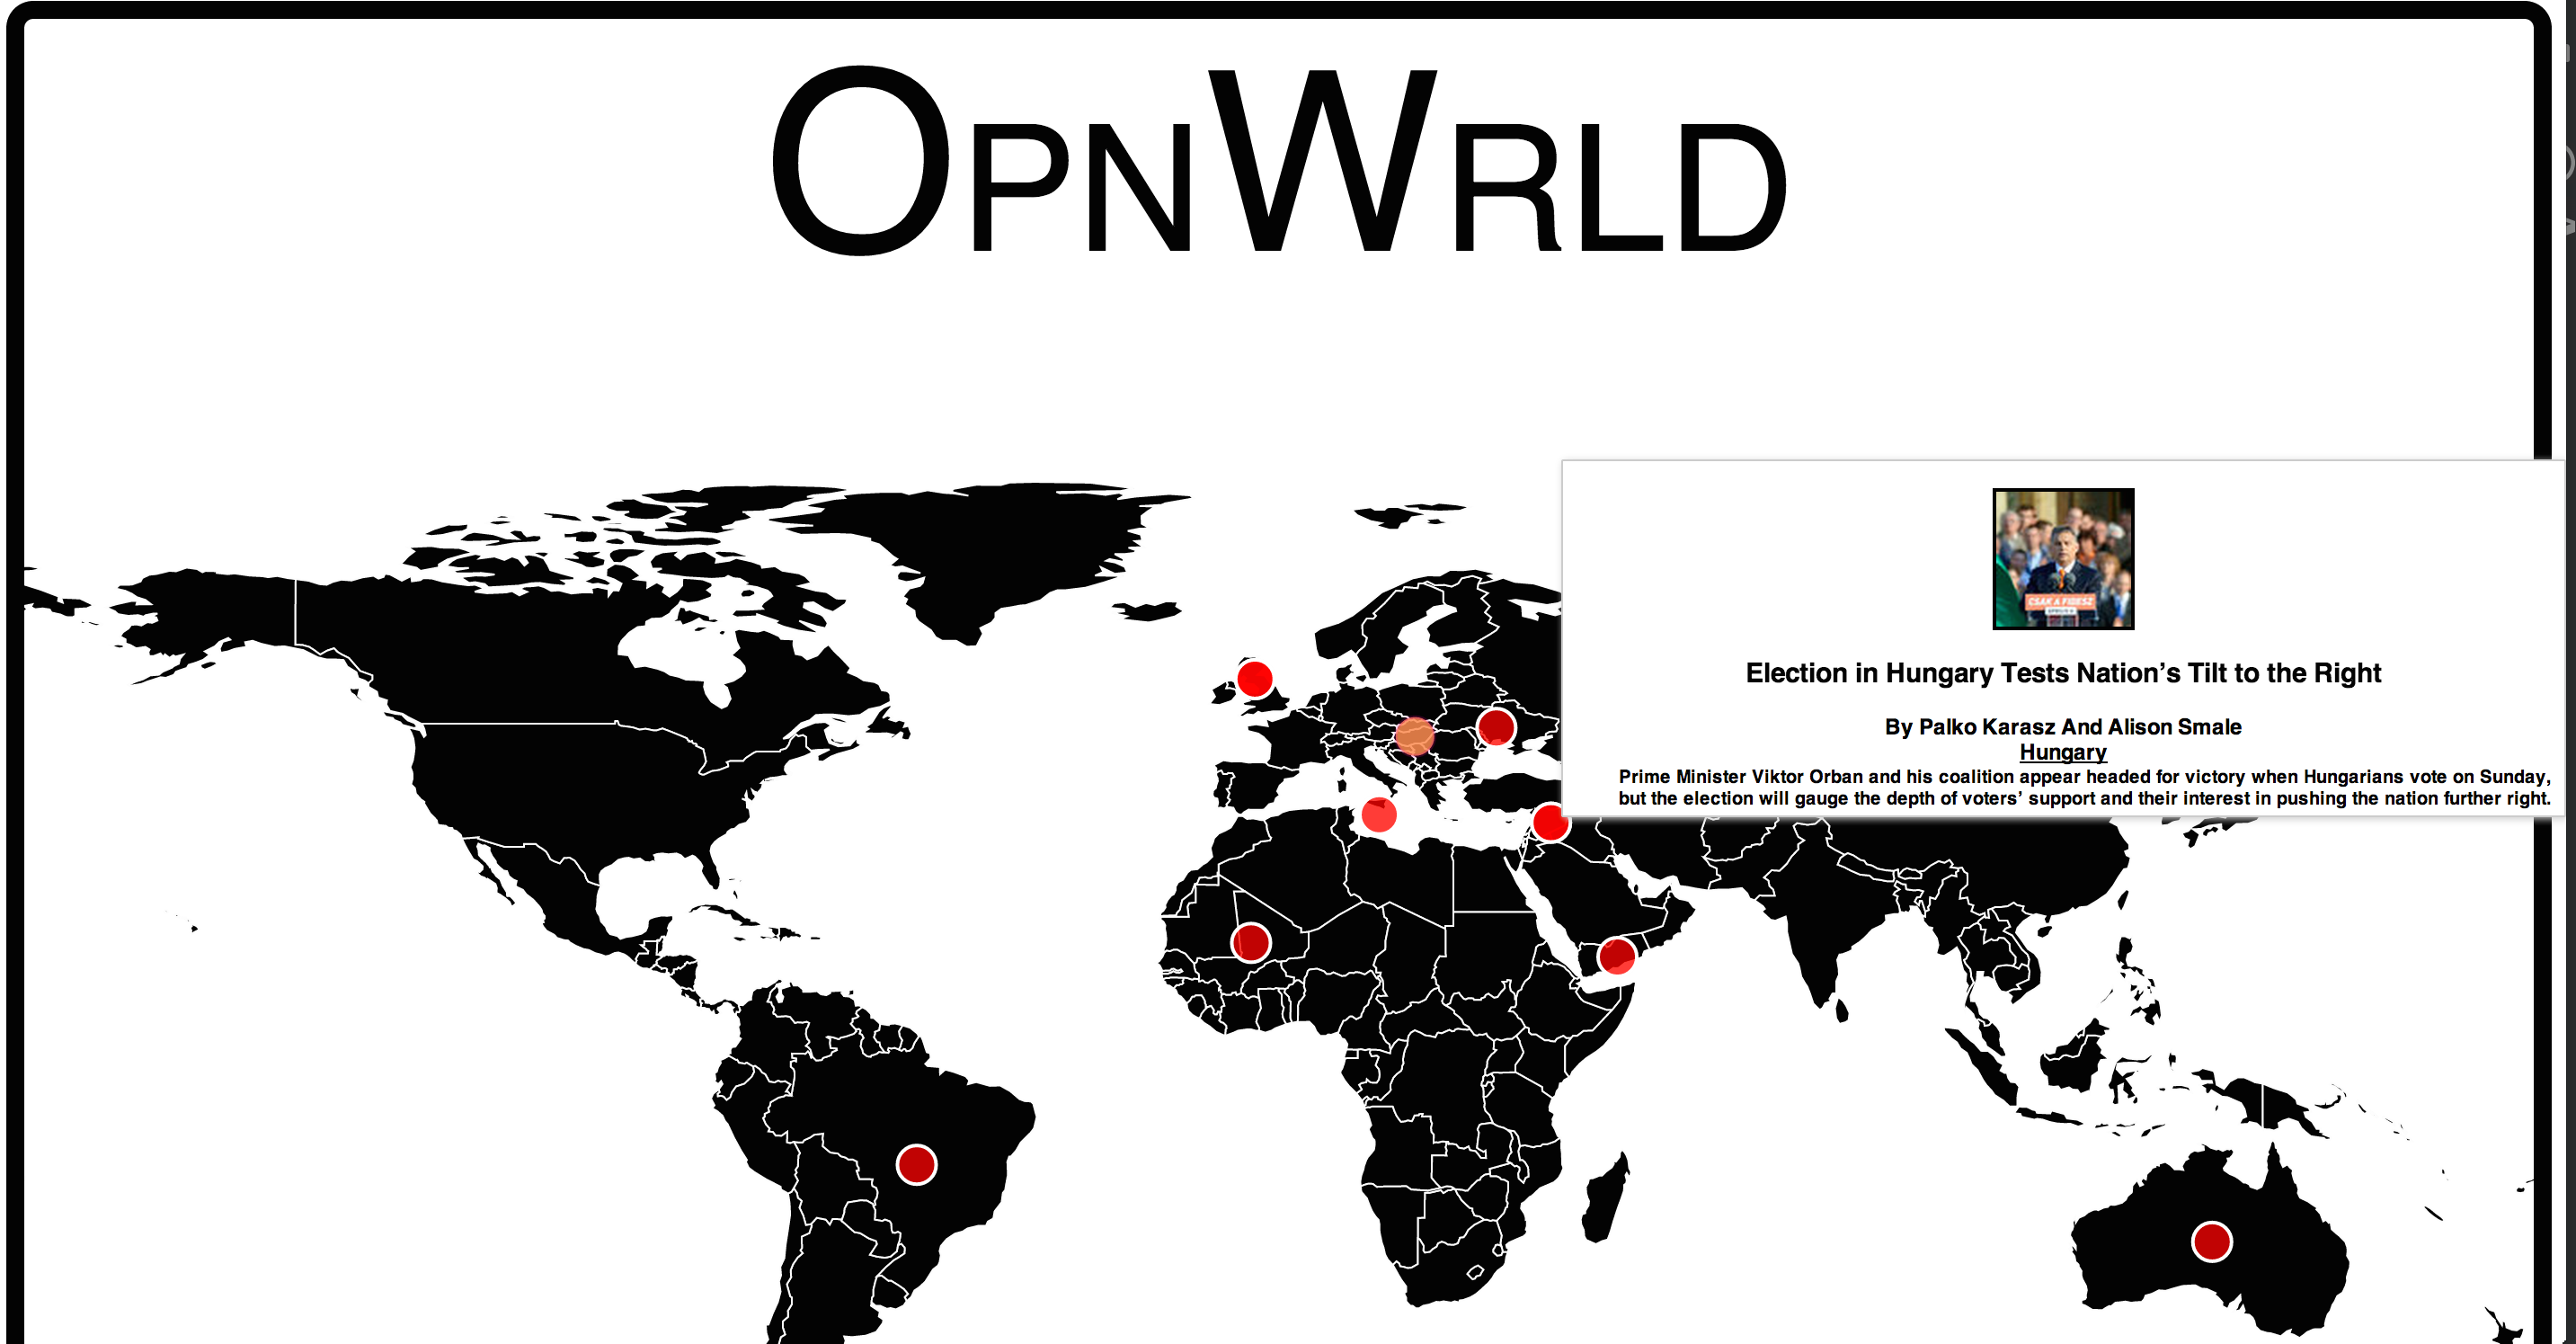 OPNWRLD
CSAK A FIDESZ
Election in Hungary Tests Nation’s Tilt to the Right
By Palko Karasz And Alison Smale
Hungary
Prime Minister Viktor Orban and his coalition appear headed for victory when Hungarians vote on Sunday,
but the election will gauge the depth of voters’ support and their interest in pushing the nation further right.